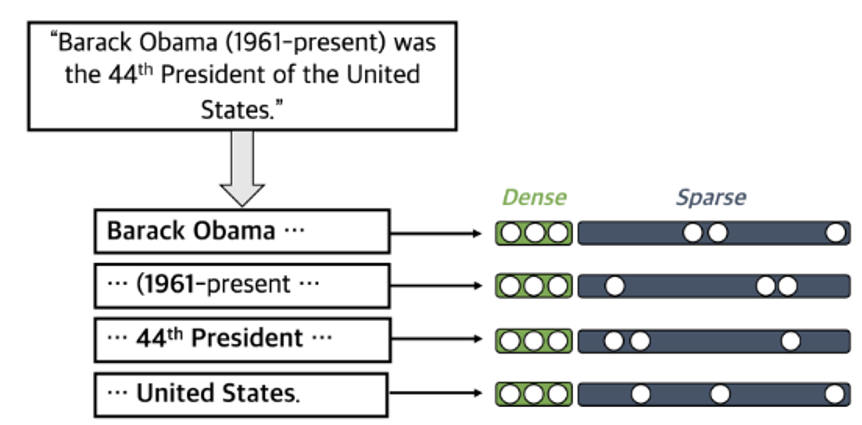 “Barack Obama (1961-present) was
the 44th President of the United
States.”
Dense
Sparse
Barack Obama ···
··· (1961-present ···
··· 44th President ···
··· United States.